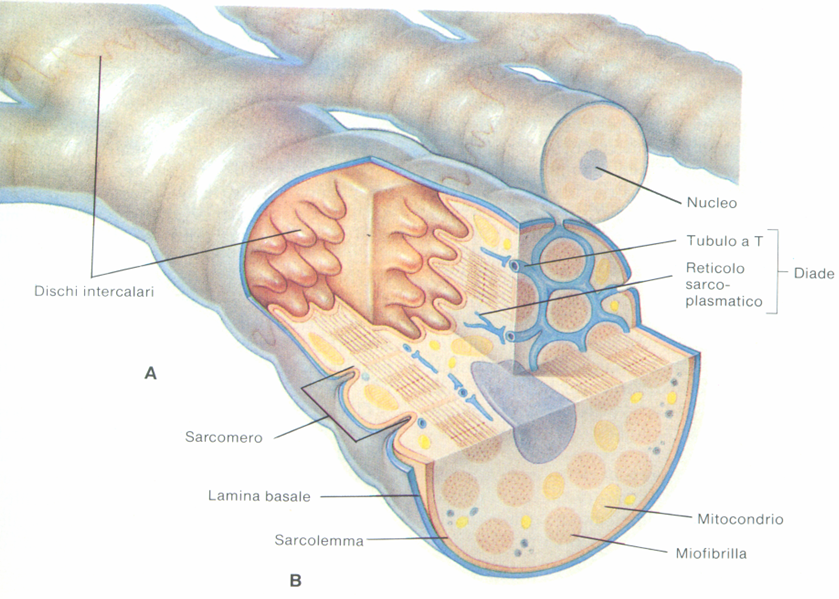 Nucleo
Tubulo a T
Reticolo
sarco-
plasmatico
Diade
Dischi intercalari
A
Sarcomero
Lamina basale
Sarcolemma
B
Mitocondrio
Miofibrilla